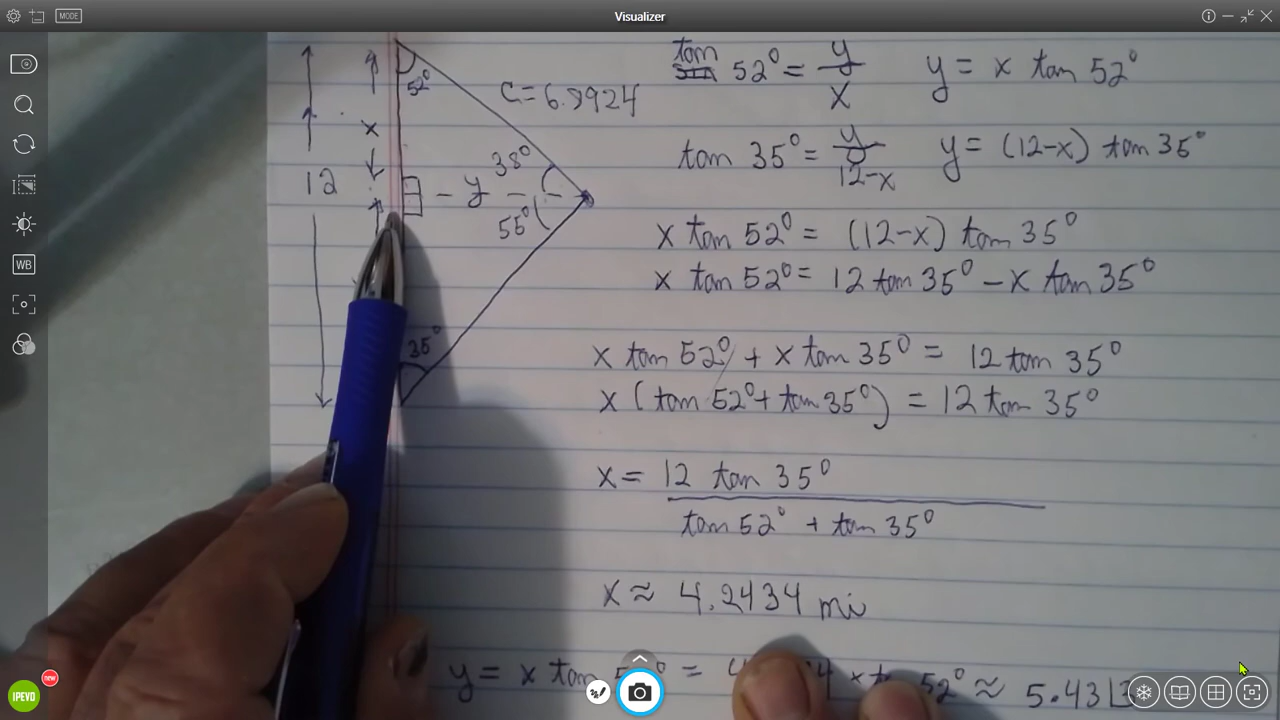 Visualizer
MODE
WB
new
IPEVO
52°
C = 6.8924
x
12
38°
y
55°
35°
tan 52° = y/x    y = x tan 52°
tan 35° = y/12-x    y = (12-x) tan 35°
x tan 52° = (12-x) tan 35°
x tan 52° = 12 tan 35° - x tan 35°
x tan 52° + x tan 35° = 12 tan 35°
x (tan 52° + tan 35°) = 12 tan 35°
x = 12 tan 35°
tan 52° + tan 35°
x ≈ 4.2434 mi
y = x tan = 52° ≈ 5.431